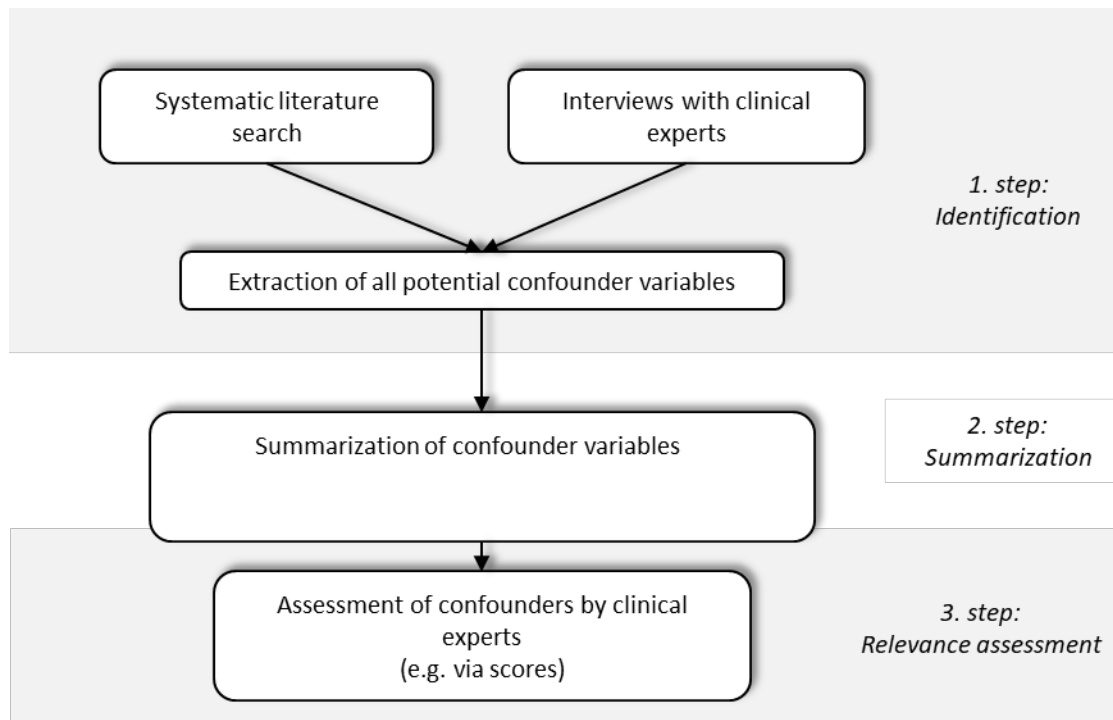 Systematic literature
search
Interviews with clinical
experts
1. step:
Identification
Extraction of all potential confounder variables
Summarization of confounder variables
2. step:
Summarization
Assessment of confounders by clinical
experts
(e.g. via scores)
3. step:
Relevance assessment